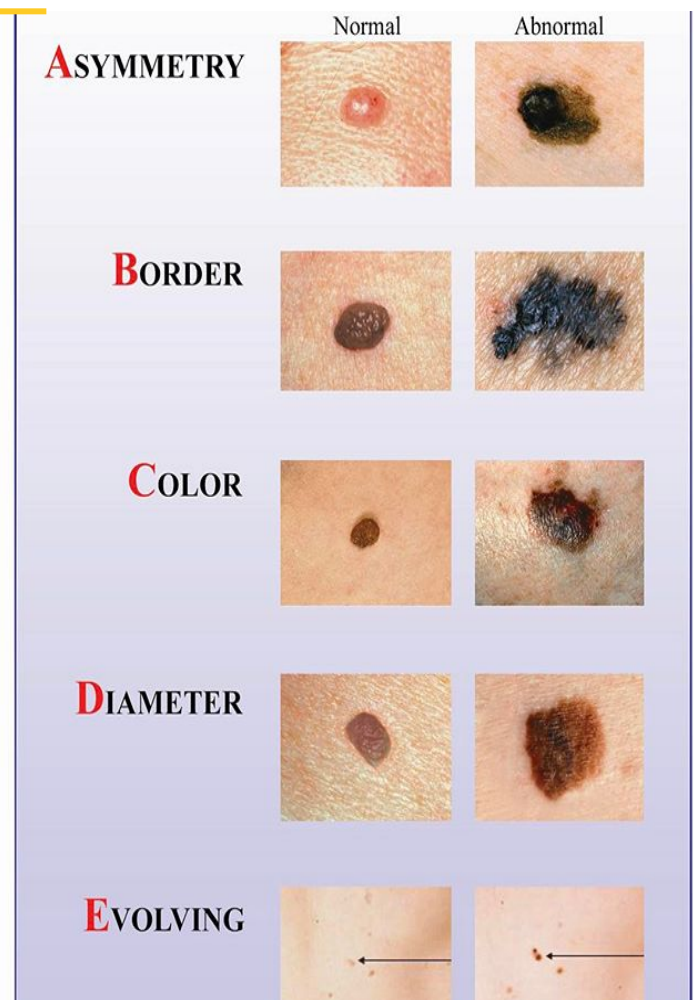 Normal Abnormal
ASYMMETRY
BORDER
COLOR
DIAMETER
EVOLVING